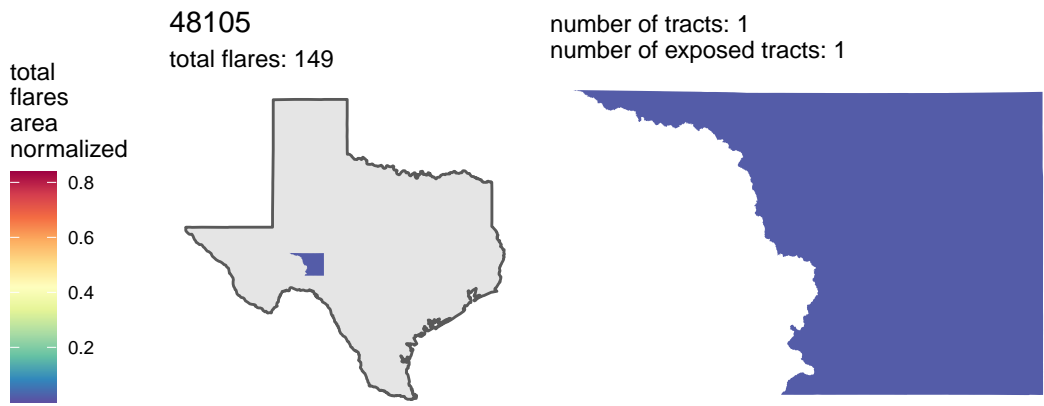 48105
total flares: 149
number of tracts: 1
number of exposed tracts: 1
total
flares
area
normalized
0.8
0.6
0.4
0.2